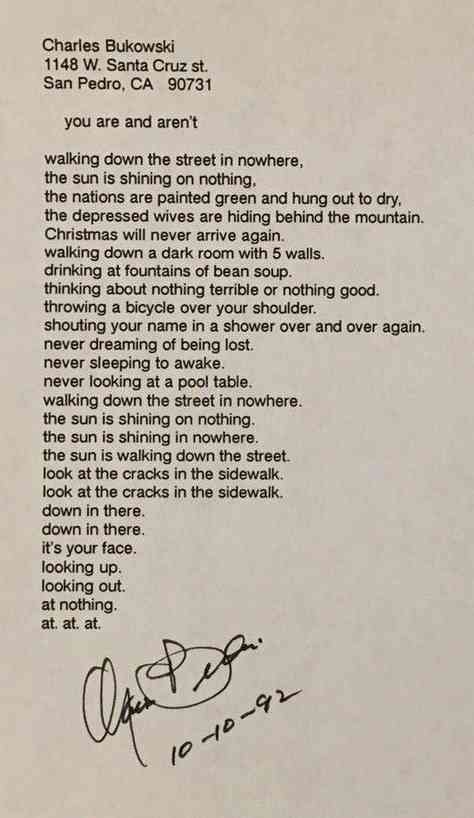 Charles Bukowski
1148 W. Santa Cruz st.
San Pedro, CA 90731
you are and aren't
walking down the street in nowhere,
the sun is shining on nothing,
the nations are painted green and hung out to dry,
the depressed wives are hiding behind the mountain.
Christmas will never arrive again.
walking down a dark room with 5 walls.
drinking at fountains of bean soup.
thinking about nothing terrible or nothing good.
throwing a bicycle over your shoulder.
shouting your name in a shower over and over again.
never dreaming of being lost.
never sleeping to awake.
never looking at a pool table.
walking down the street in nowhere.
the sun is shining on nothing.
the sun is shining in nowhere.
the sun is walking down the street.
look at the cracks in the sidewalk.
look at the cracks in the sidewalk.
down in there.
down in there.
it's your face.
looking up.
looking out.
at nothing.
at. at. at.
10-10-92